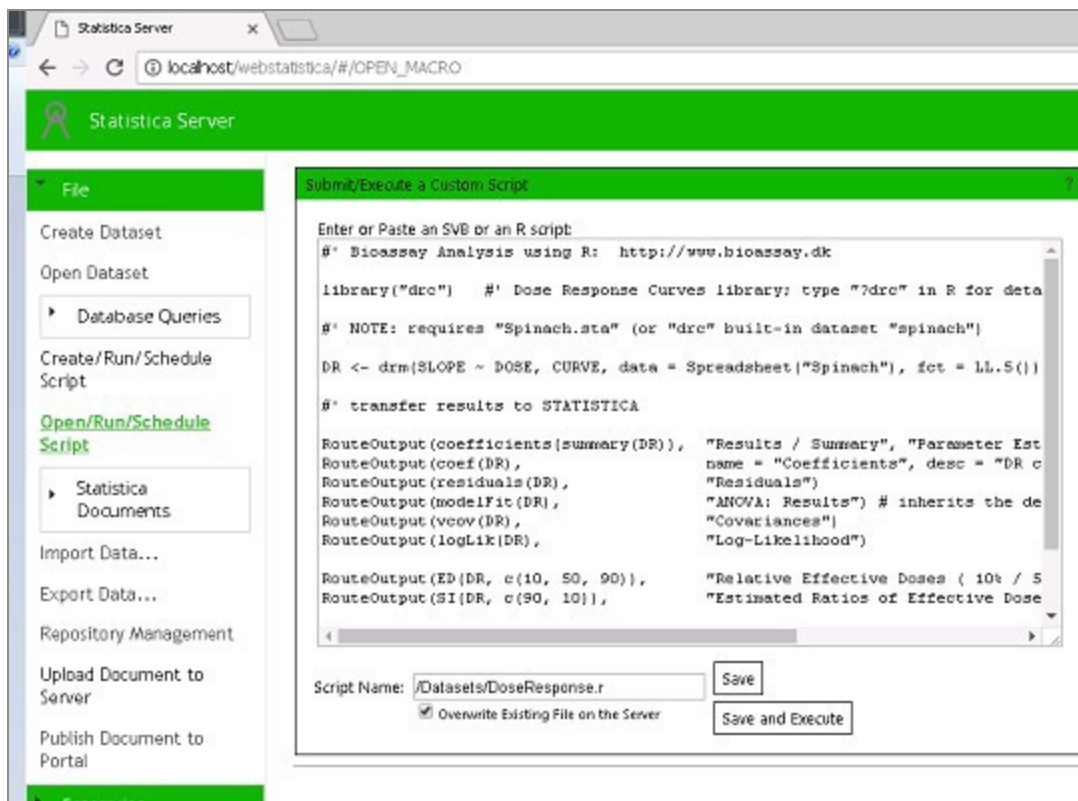 Statistica Server
localhost/webstatistica/#/OPEN_MACRO
Statistica Server
File
Create Dataset
Open Dataset
Database Queries
Create/Run/Schedule
Script
Open/Run/Schedule
Script
Statistica
Documents
Import Data...
Export Data...
Repository Management
Upload Document to
Server
Publish Document to
Portal
Submit/Execute a Custom Script ?
Enter or Paste an SVB or an R script:
#' Bioassay Analysis using R: http://www.bioassay.dk
library("drc") #' Dose Response Curves library; type "?drc" in R for deta
#' NOTE: requires "Spinach.sta" (or "drc" built-in dataset "spinach")
DR <- drm(SLOPE ~ DOSE, CURVE, data = Spreadsheet("Spinach"), fct = LL.5())
#' transfer results to STATISTICA
RouteOutput(coefficients(summary(DR)), "Results / Summary", "Parameter Est
RouteOutput(coef(DR), name = "Coefficients", desc = "DR c
RouteOutput(residuals(DR), "Residuals")
RouteOutput(modelFit(DR), "ANOVA: Results") # inherits the de
RouteOutput(vcov(DR), "Covariances")
RouteOutput(logLik(DR), "Log-Likelihood")
RouteOutput(ED(DR, c(10, 50, 90)), "Relative Effective Doses ( 10% / 5
RouteOutput(SI(DR, c(90, 10)), "Estimated Ratios of Effective Dose
Script Name: /Datasets/DoseResponse.r
Save
Overwrite Existing File on the Server
Save and Execute